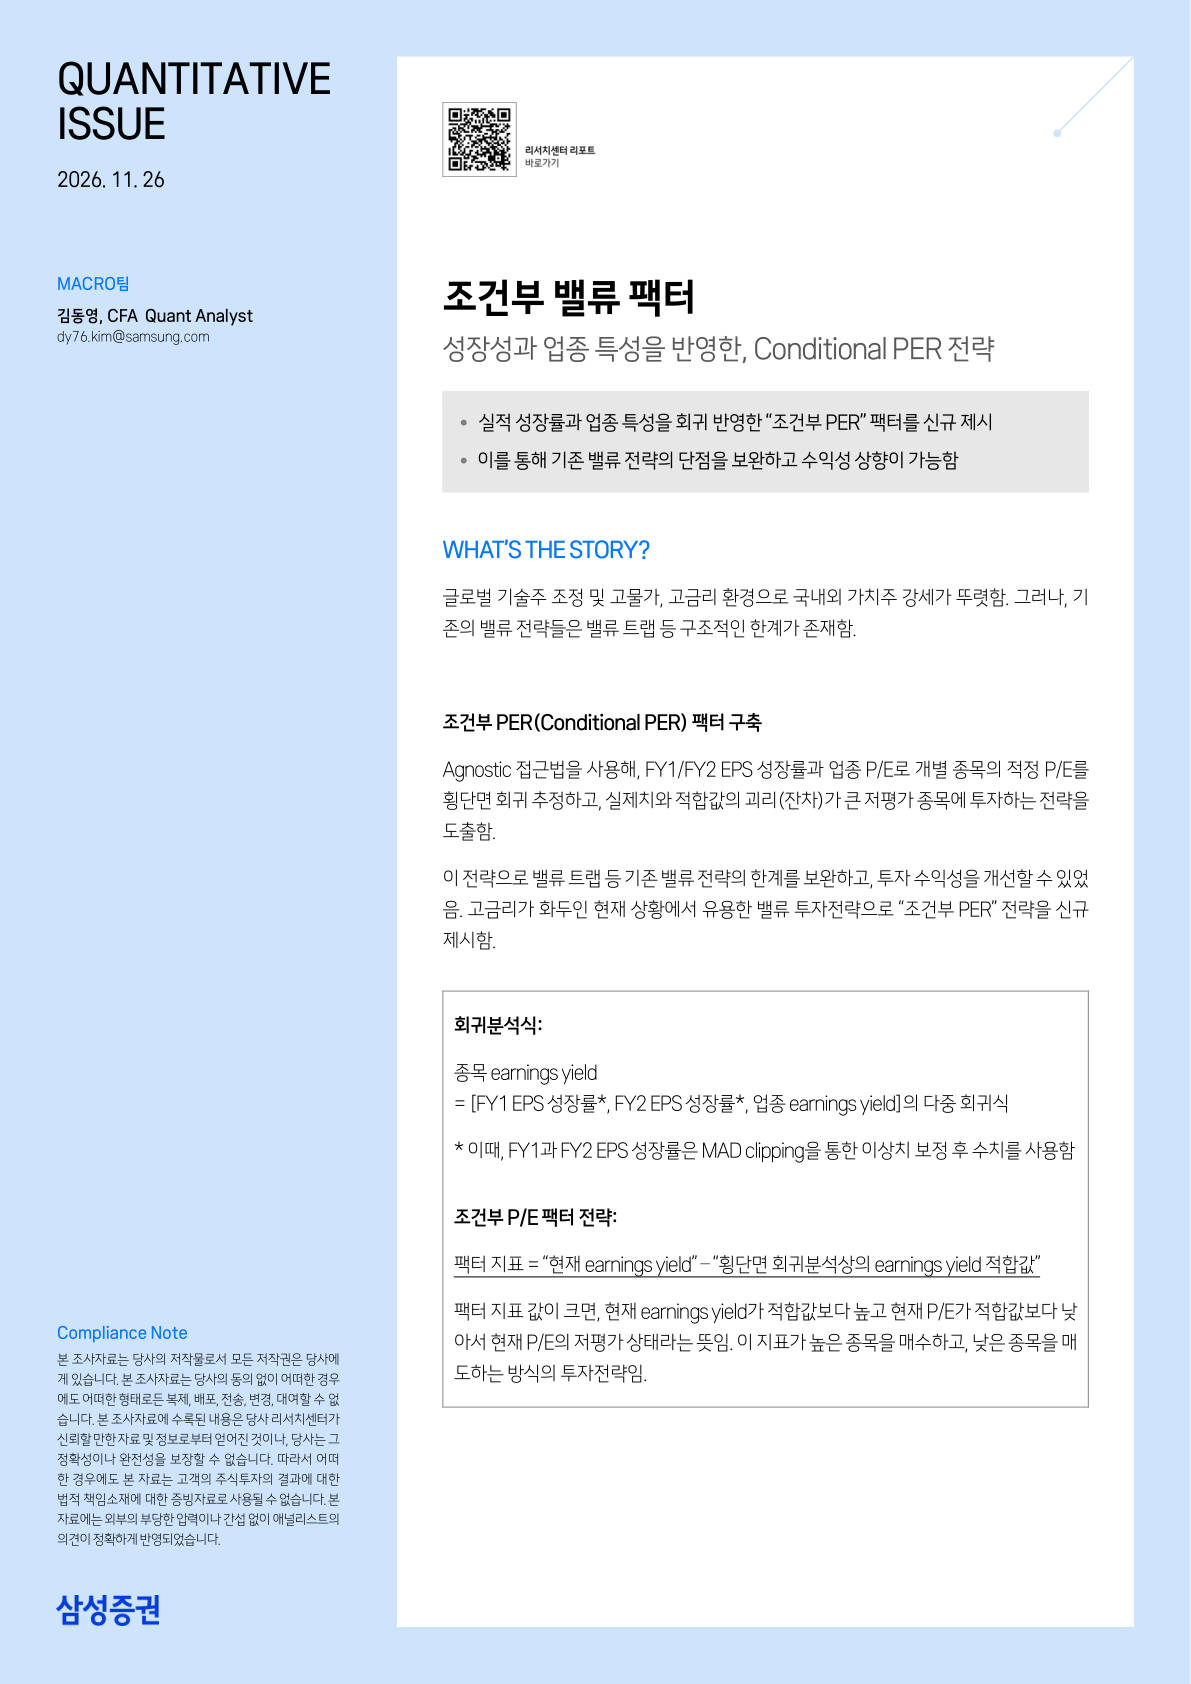 QUANTITATIVE
ISSUE
2026. 11. 26
MACRO팀
김동영, CFA Quant Analyst
dy76.kim@samsung.com
리서치센터 리포트
바로가기
조건부 밸류 팩터
성장성과 업종 특성을 반영한, Conditional PER 전략
• 실적 성장률과 업종 특성을 회귀 반영한 “조건부 PER” 팩터를 신규 제시
• 이를 통해 기존 밸류 전략의 단점을 보완하고 수익성 상향이 가능함
WHAT’S THE STORY?
글로벌 기술주 조정 및 고물가, 고금리 환경으로 국내외 가치주 강세가 뚜렷함. 그러나, 기
존의 밸류 전략들은 밸류 트랩 등 구조적인 한계가 존재함.
조건부 PER(Conditional PER) 팩터 구축
Agnostic 접근법을 사용해, FY1/FY2 EPS 성장률과 업종 P/E로 개별 종목의 적정 P/E를
횡단면 회귀 추정하고, 실제치와 적합값의 괴리(잔차)가 큰 저평가 종목에 투자하는 전략을
도출함.
이 전략으로 밸류 트랩 등 기존 밸류 전략의 한계를 보완하고, 투자 수익성을 개선할 수 있었
음. 고금리가 화두인 현재 상황에서 유용한 밸류 투자전략으로 “조건부 PER” 전략을 신규
제시함.
회귀분석식:
종목 earnings yield
= [FY1 EPS 성장률*, FY2 EPS 성장률*, 업종 earnings yield]의 다중 회귀식
* 이때, FY1과 FY2 EPS 성장률은 MAD clipping을 통한 이상치 보정 후 수치를 사용함
조건부 P/E 팩터 전략:
팩터 지표 = “현재 earnings yield” – “횡단면 회귀분석상의 earnings yield 적합값”
팩터 지표 값이 크면, 현재 earnings yield가 적합값보다 높고 현재 P/E가 적합값보다 낮
아서 현재 P/E의 저평가 상태라는 뜻임. 이 지표가 높은 종목을 매수하고, 낮은 종목을 매
도하는 방식의 투자전략임.
Compliance Note
본 조사자료는 당사의 저작물로서 모든 저작권은 당사에
게 있습니다. 본 조사자료는 당사의 동의 없이 어떠한 경우
에도 어떠한 형태로든 복제, 배포, 전송, 변경, 대여할 수 없
습니다. 본 조사자료에 수록된 내용은 당사 리서치센터가
신뢰할 만한 자료 및 정보로부터 얻어진 것이나, 당사는 그
정확성이나 완전성을 보장할 수 없습니다. 따라서 어떠
한 경우에도 본 자료는 고객의 주식투자의 결과에 대한
법적 책임소재에 대한 증빙자료로 사용될 수 없습니다. 본
자료에는 외부의 부당한 압력이나 간섭 없이 애널리스트의
의견이 정확하게 반영되었습니다.
삼성증권